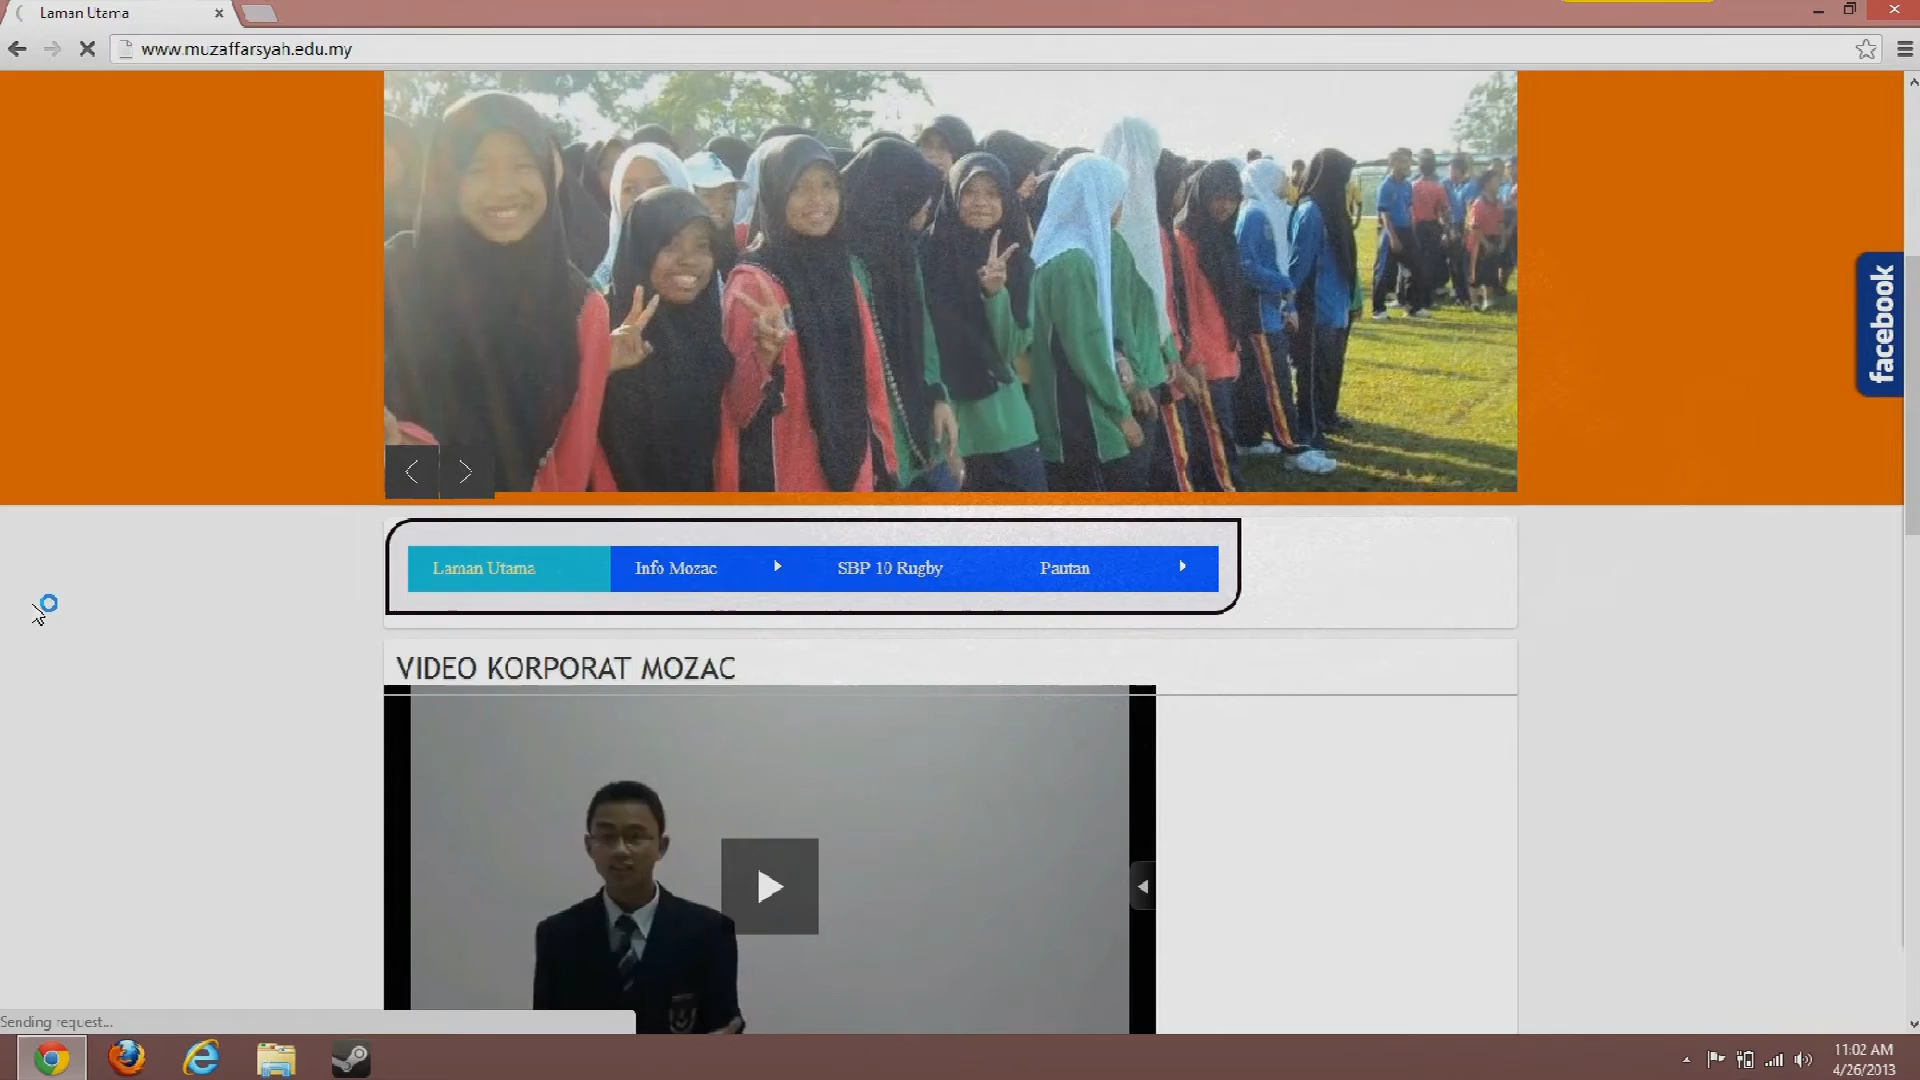 Laman Utama
www.muzaffarsyah.edu.my
facebook
Laman Utama
Info Mozac
SBP 10 Rugby
Pautan
VIDEO KORPORAT MOZAC
Sending request...
11:02 AM
4/26/2013